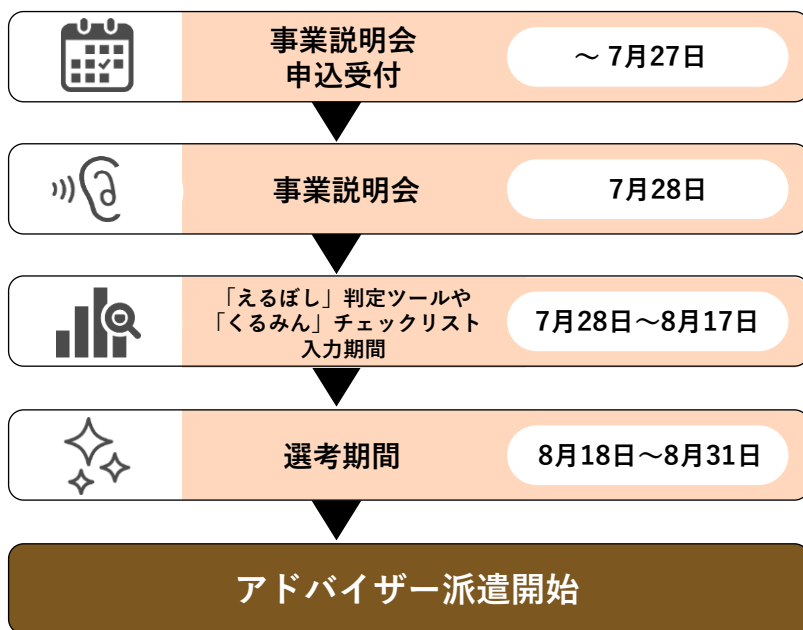 事業説明会
申込受付
～ 7月27日
事業説明会
7月28日
「えるぼし」判定ツールや
「くるみん」チェックリスト
入力期間
7月28日～8月17日
選考期間
8月18日～8月31日
アドバイザー派遣開始